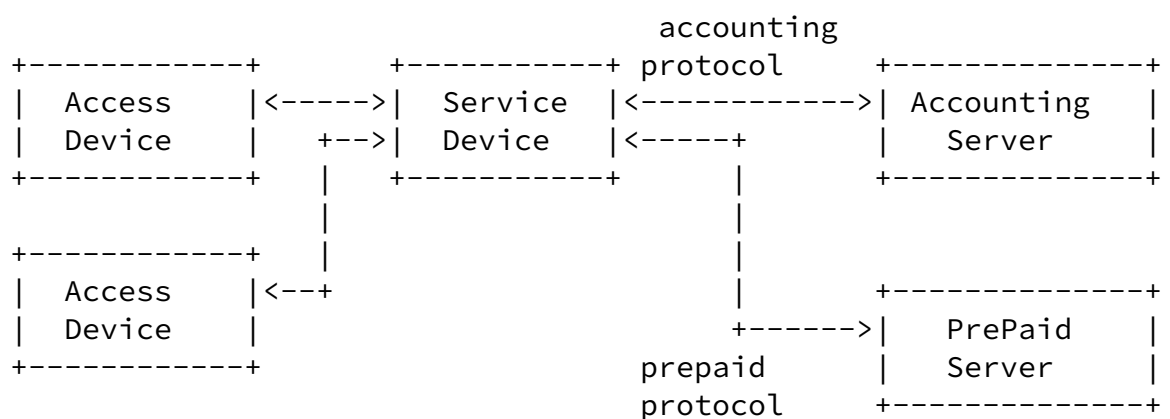 accounting
+------------+       +-----------+ protocol     +--------------+
|   Access   |<----->|  Service  |<------------>| Accounting   |
|   Device   |   +-->|  Device   |<-----+       |   Server     |
+------------+   |   +-----------+      |       +--------------+
                 |                      |
+------------+   |                      |
|   Access   |<--+                      |       +--------------+
|   Device   |                          +------>|   PrePaid    |
+------------+                     prepaid      |   Server     |
                                   protocol     +--------------+